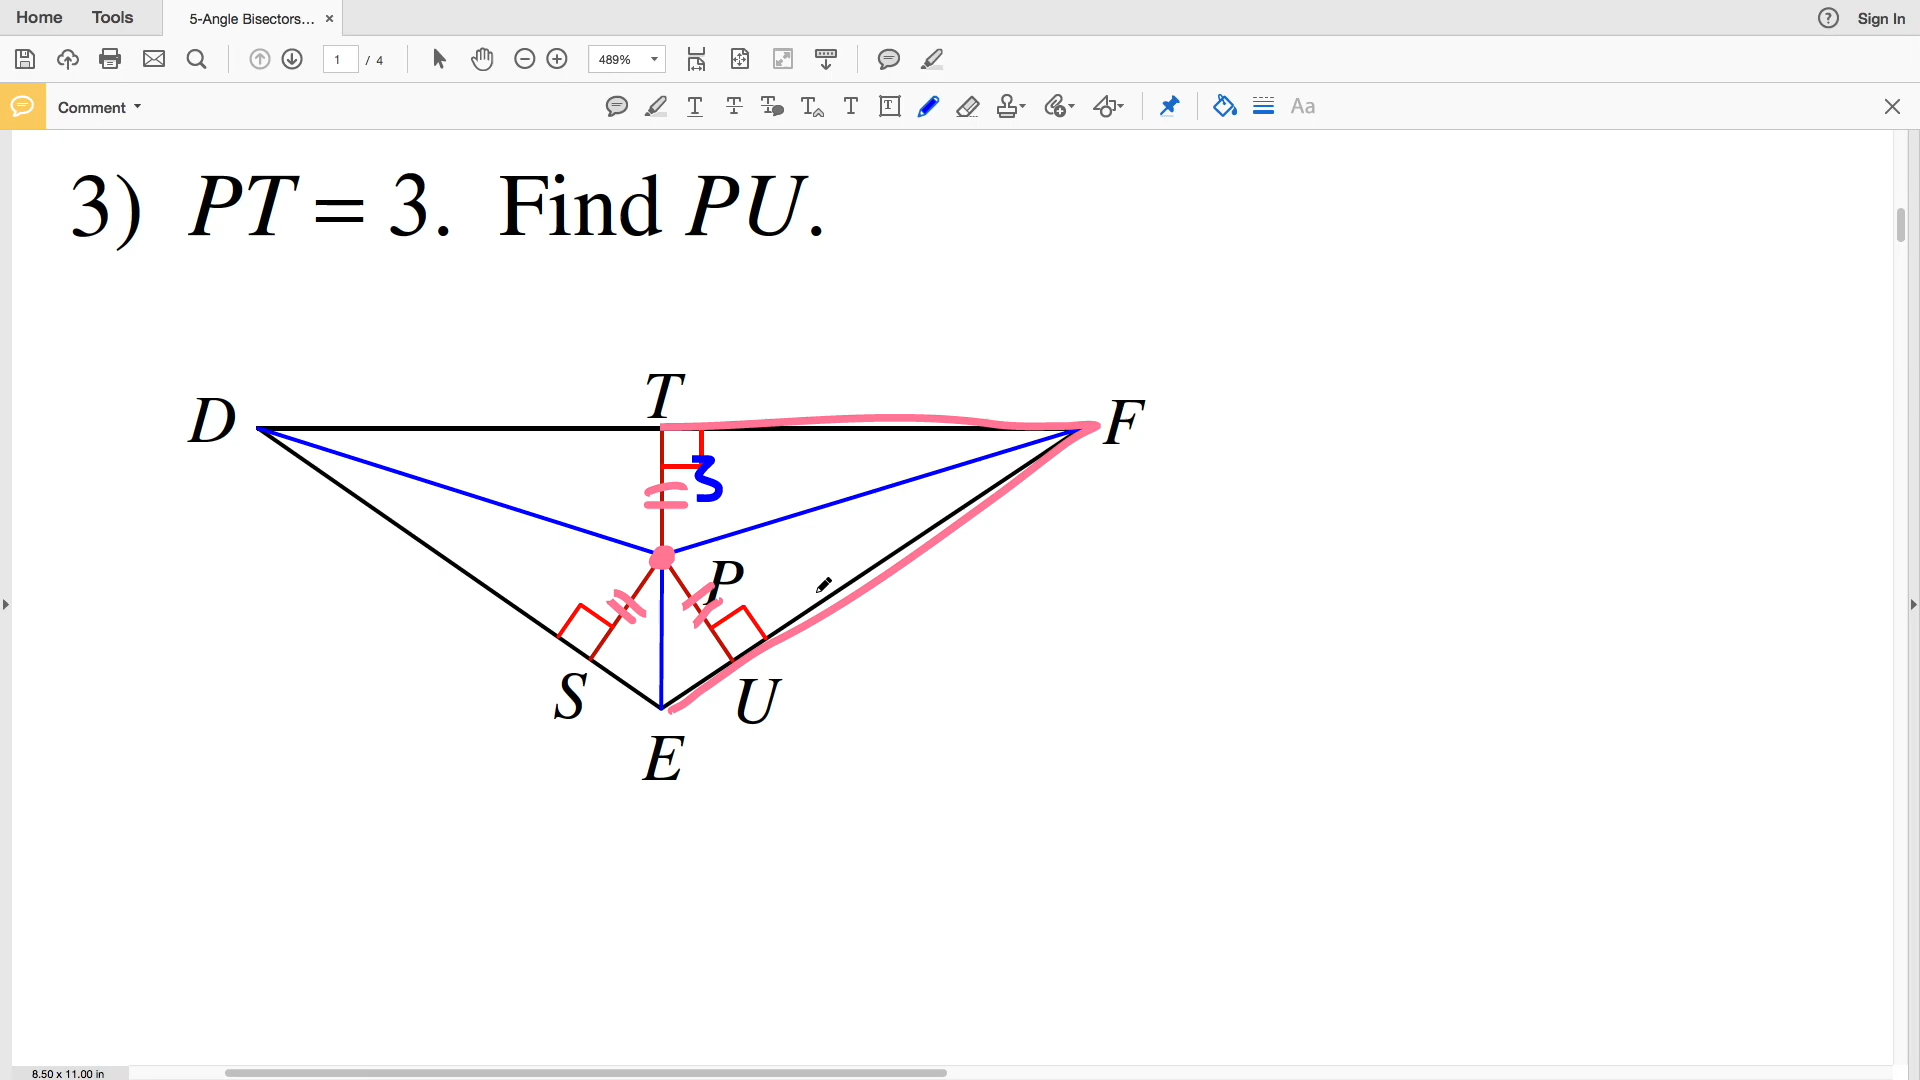 Home Tools 5-Angle Bisectors... × ? Sign In
1 / 4 489%
Comment T T T T T T Aa
3) PT = 3. Find PU.
T
D F
3
P
S U
E
8.50 x 11.00 in